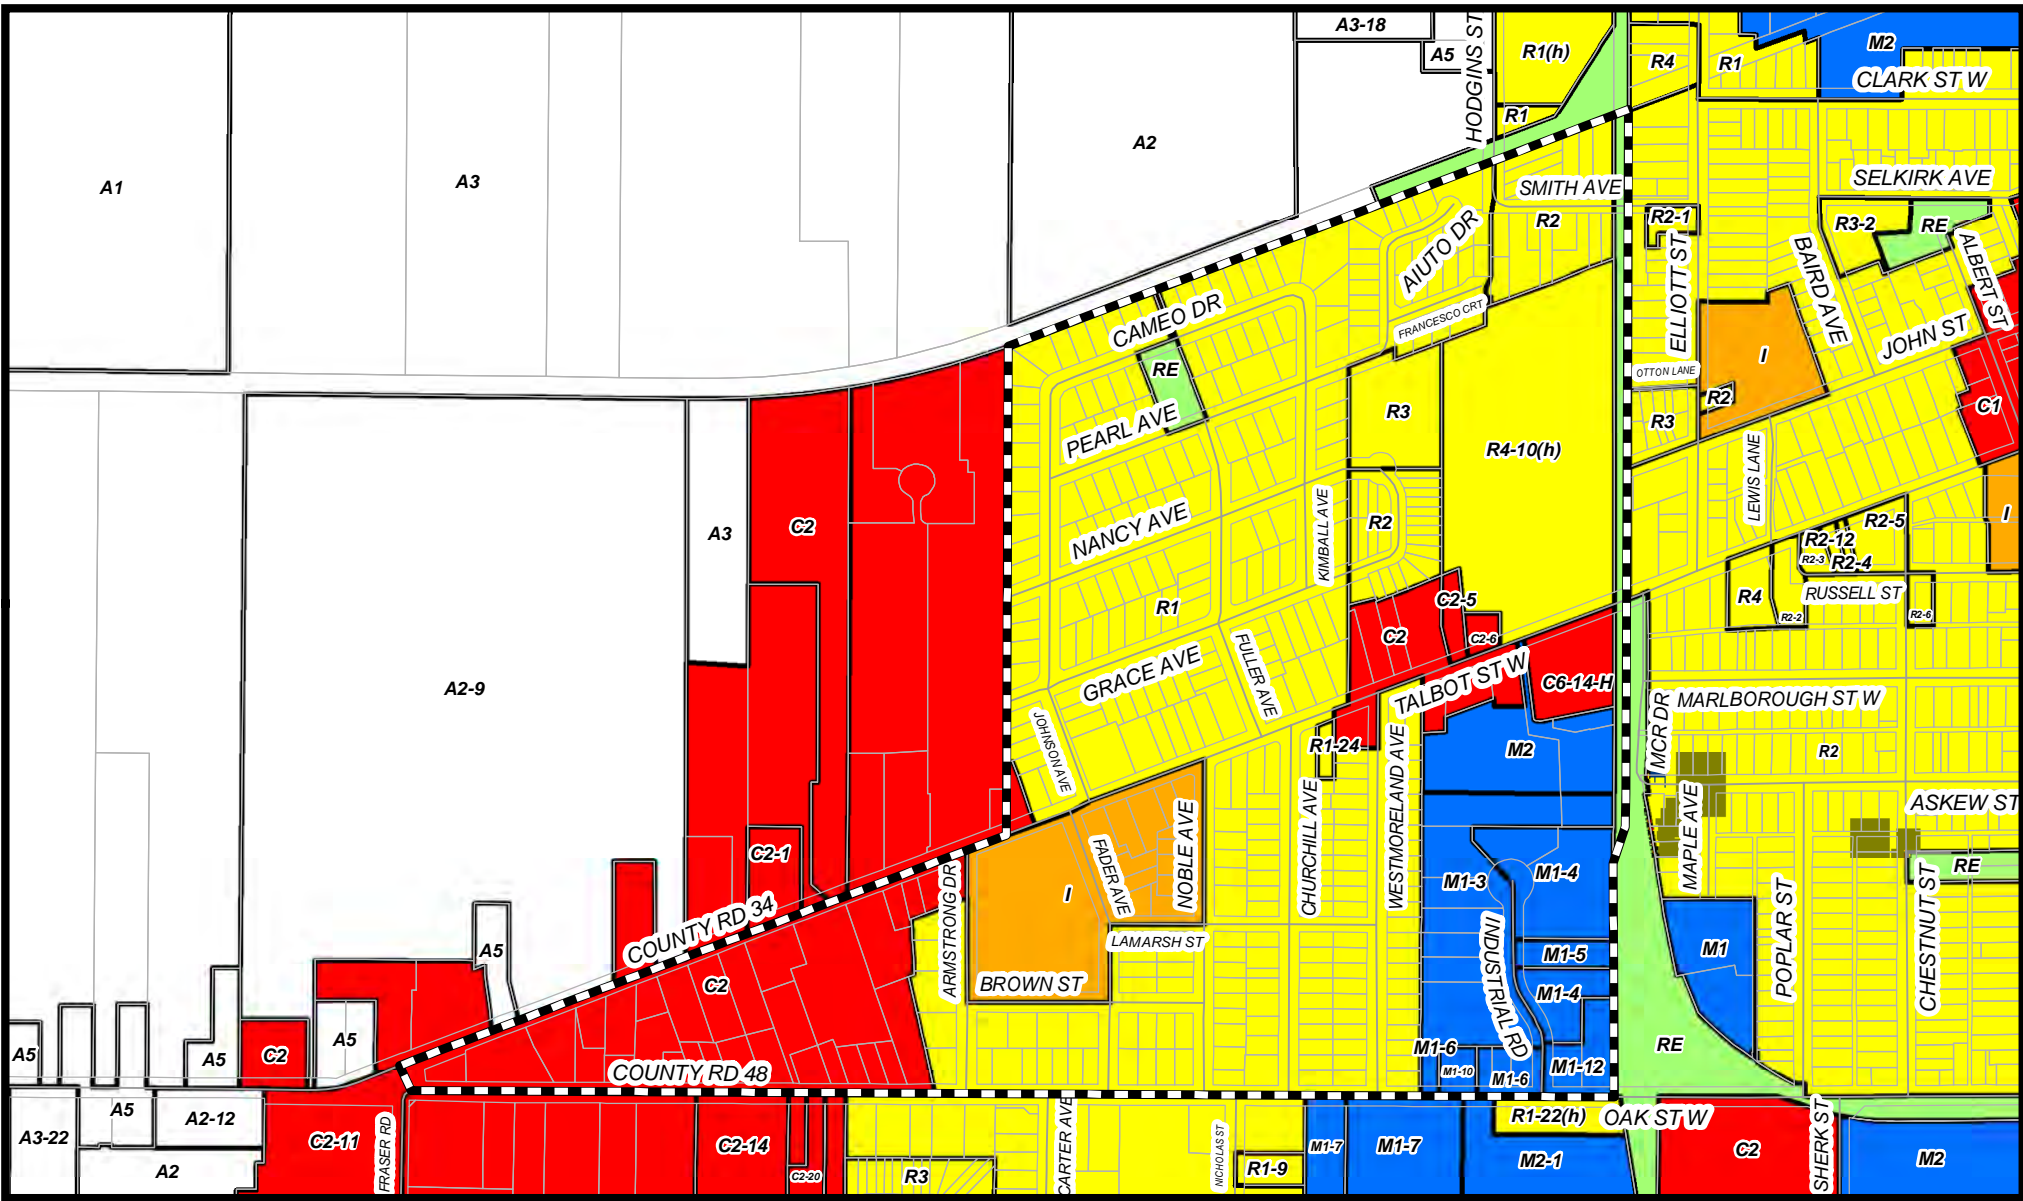 A3-18
A5
HODGINS ST
R1(h)
R4
R1
M2
CLARK ST W
A1
A3
A2
R1
SMITH AVE
SELKIRK AVE
R2
R2-1
R3-2
RE
AIUTO DR
ELLIOTT ST
BAIRD AVE
ALBERT ST
CAMEO DR
FRANCESCO CRT
JOHN ST
RE
OTTON LANE
I
R2
R3
C1
PEARL AVE
R3
R4-10(h)
LEWIS LANE
KIMBALL AVE
NANCY AVE
R2
A3
C2
R2-5
I
R2-12
R2-3
R2-4
R4
RUSSELL ST
R2-2
R2-6
R1
C2-5
C2
C2-6
FULLER AVE
GRACE AVE
A2-9
TALBOT ST W
C6-14-H
MCR DR
MARLBOROUGH ST W
JOHNSON AVE
R1-24
WESTMORELAND AVE
M2
R2
CHURCHILL AVE
MAPLE AVE
ASKEW ST
C2-1
FADER AVE
NOBLE AVE
M1-3
M1-4
RE
ARMSTRONG DR
I
COUNTY RD 34
A5
LAMARSH ST
INDUSTRIAL RD
M1-5
M1
POPLAR ST
CHESTNUT ST
C2
BROWN ST
M1-4
A5
A5
C2
A5
COUNTY RD 48
M1-6
M1-10
M1-6
M1-12
RE
A5
A2-12
A3-22
A2
C2-11
FRASER RD
C2-14
C2-20
R3
CARTER AVE
NICHOLAS ST
R1-9
M1-7
M1-7
R1-22(h)
OAK ST W
M2-1
C2
SHERK ST
M2